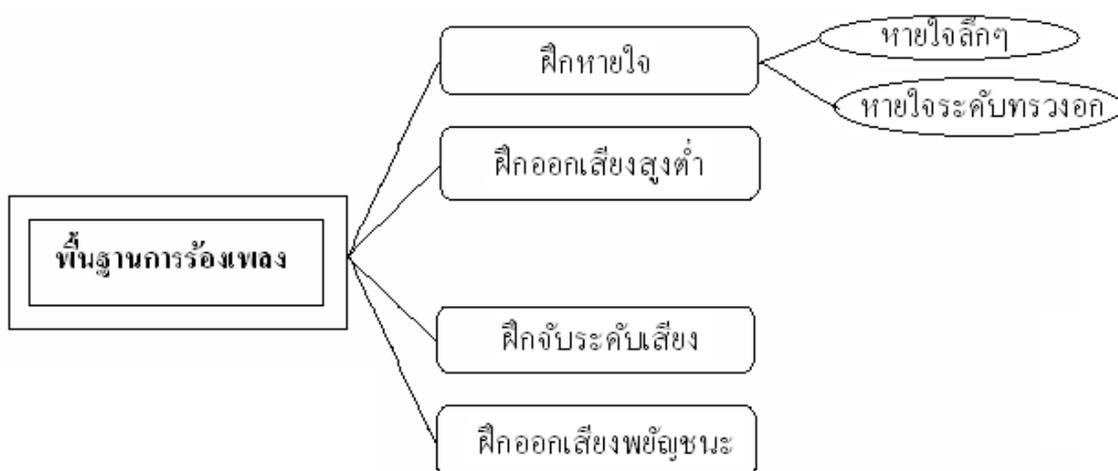 หายใจลึกๆ
ฝึกหายใจ
หายใจระดับทรวงอก
ฝึกออกเสียงสูงต่ำ
พื้นฐานการร้องเพลง
ฝึกจับระดับเสียง
ฝึกออกเสียงพยัญชนะ